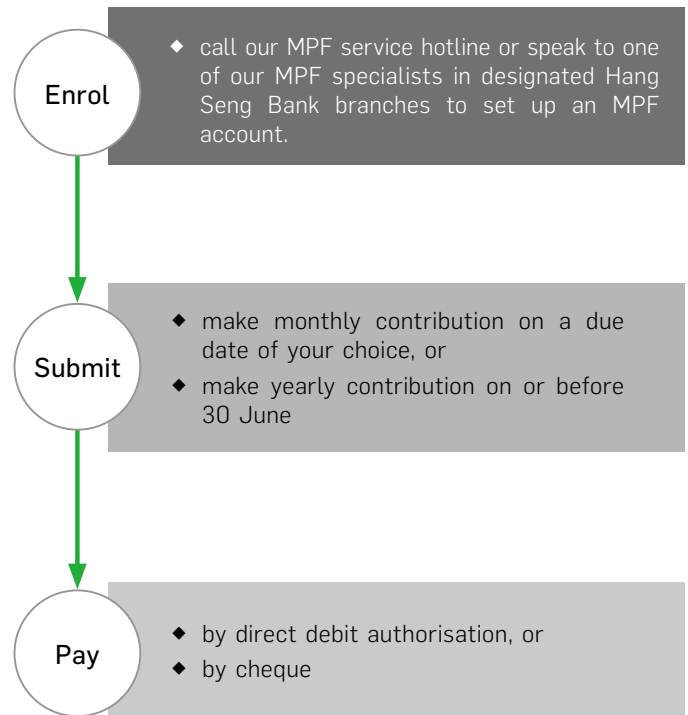 Enrol
◆ call our MPF service hotline or speak to one
of our MPF specialists in designated Hang
Seng Bank branches to set up an MPF
account.
Submit
◆ make monthly contribution on a due
date of your choice, or
◆ make yearly contribution on or before
30 June
Pay
◆ by direct debit authorisation, or
◆ by cheque